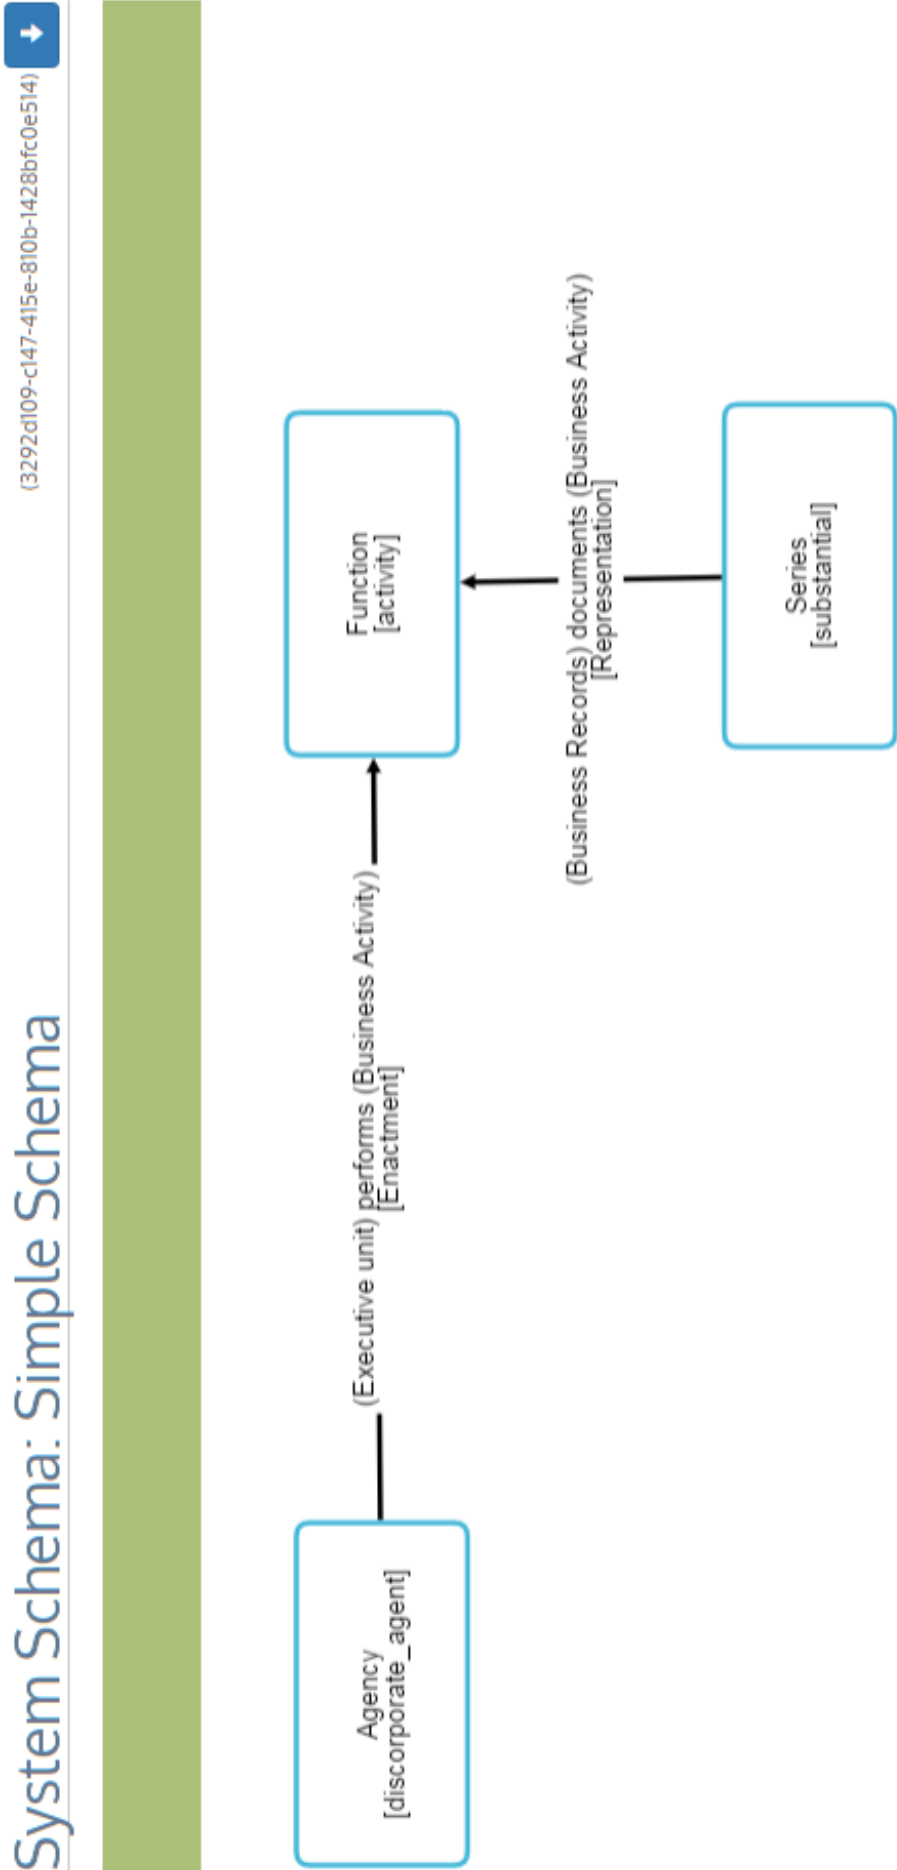 System Schema: Simple Schema
(3292d109-c147-415e-810b-1428bfc0e514)
Agency
[discorporate_agent]
(Executive unit) performs (Business Activity)
[Enactment]
Function
[activity]
(Business Records) documents (Business Activity)
[Representation]
Series
[substantial]